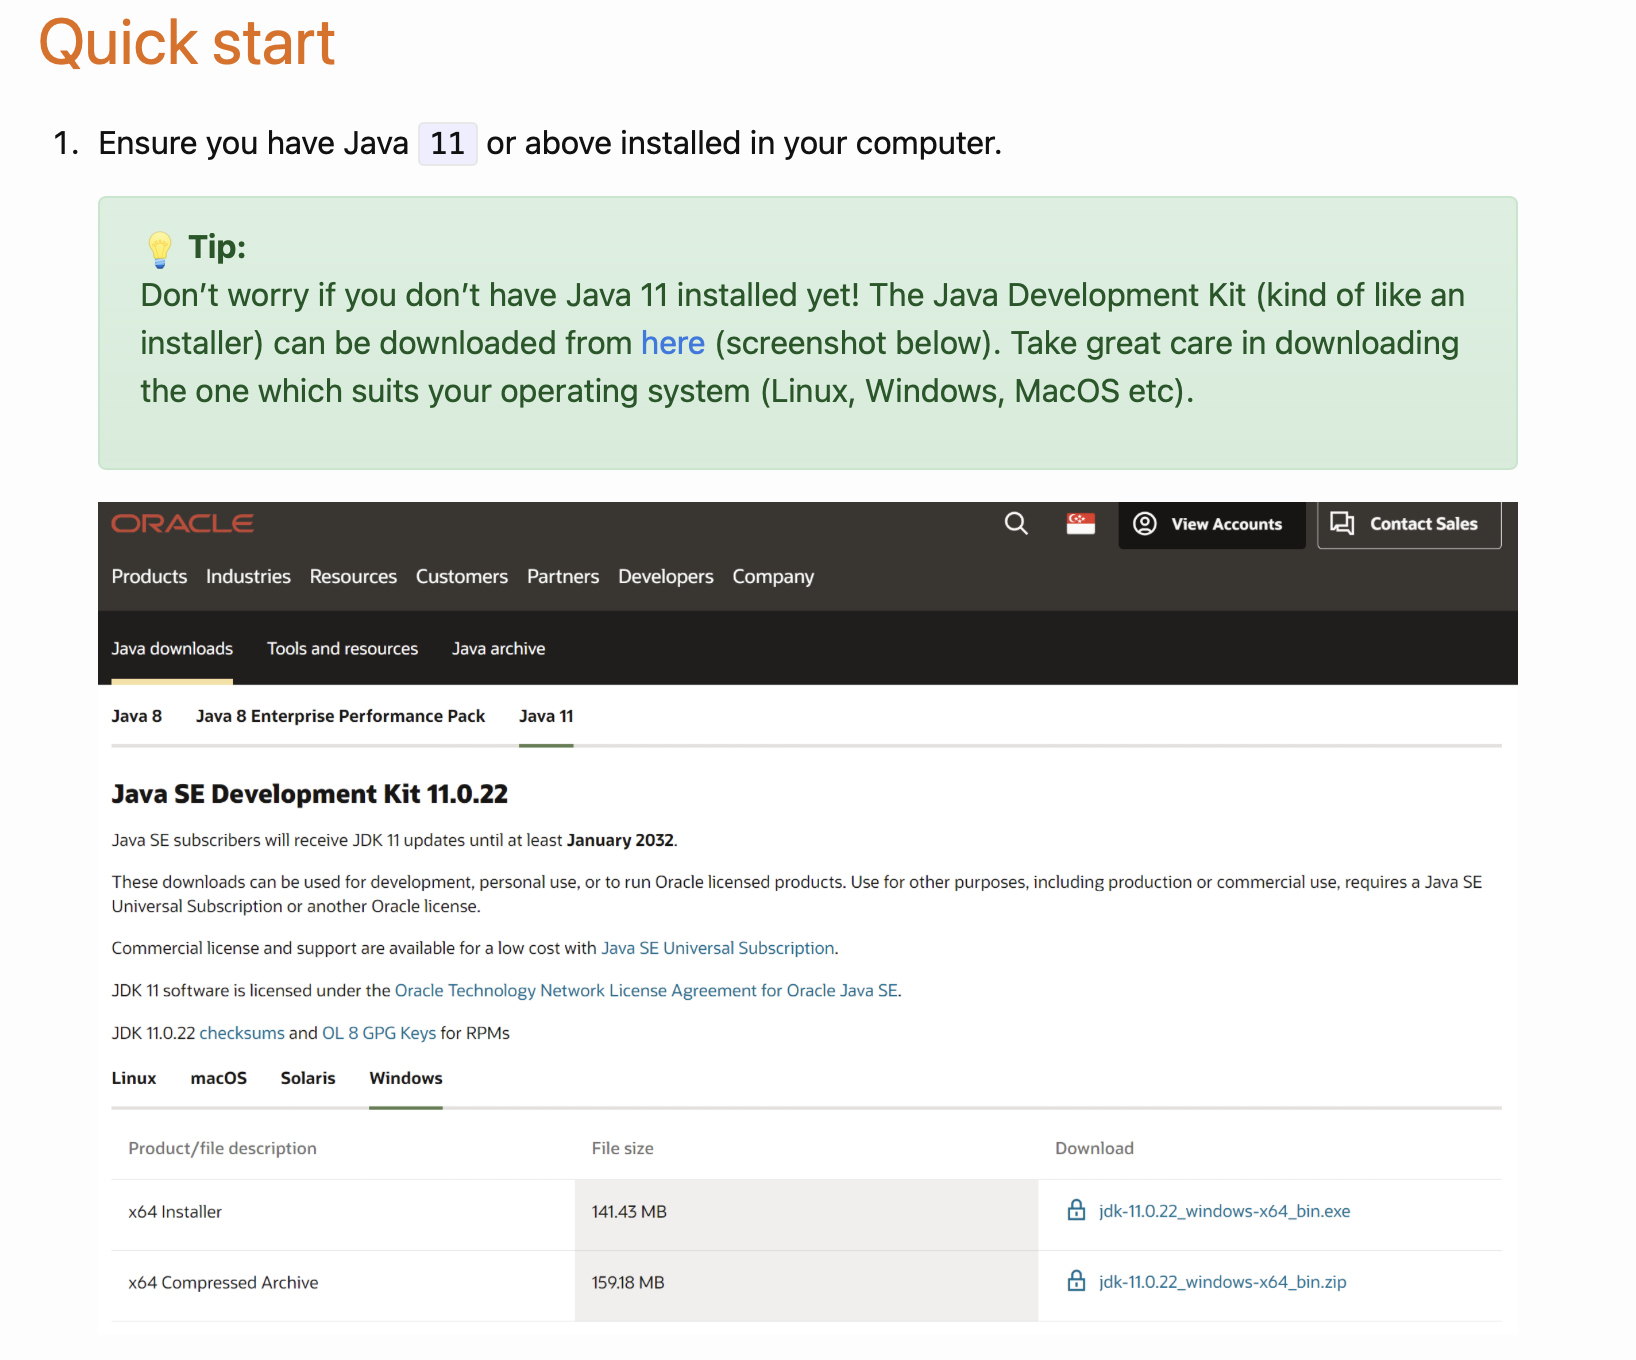 Quick start
1. Ensure you have Java 11 or above installed in your computer.
💡 Tip:
Don’t worry if you don’t have Java 11 installed yet! The Java Development Kit (kind of like an
installer) can be downloaded from here (screenshot below). Take great care in downloading
the one which suits your operating system (Linux, Windows, MacOS etc).
ORACLE View Accounts Contact Sales
Products Industries Resources Customers Partners Developers Company
Java downloads Tools and resources Java archive
Java 8 Java 8 Enterprise Performance Pack Java 11
Java SE Development Kit 11.0.22
Java SE subscribers will receive JDK 11 updates until at least January 2032.
These downloads can be used for development, personal use, or to run Oracle licensed products. Use for other purposes, including production or commercial use, requires a Java SE
Universal Subscription or another Oracle license.
Commercial license and support are available for a low cost with Java SE Universal Subscription.
JDK 11 software is licensed under the Oracle Technology Network License Agreement for Oracle Java SE.
JDK 11.0.22 checksums and OL 8 GPG Keys for RPMs
Linux macOS Solaris Windows
Product/file description File size Download
x64 Installer 141.43 MB jdk-11.0.22_windows-x64_bin.exe
x64 Compressed Archive 159.18 MB jdk-11.0.22_windows-x64_bin.zip